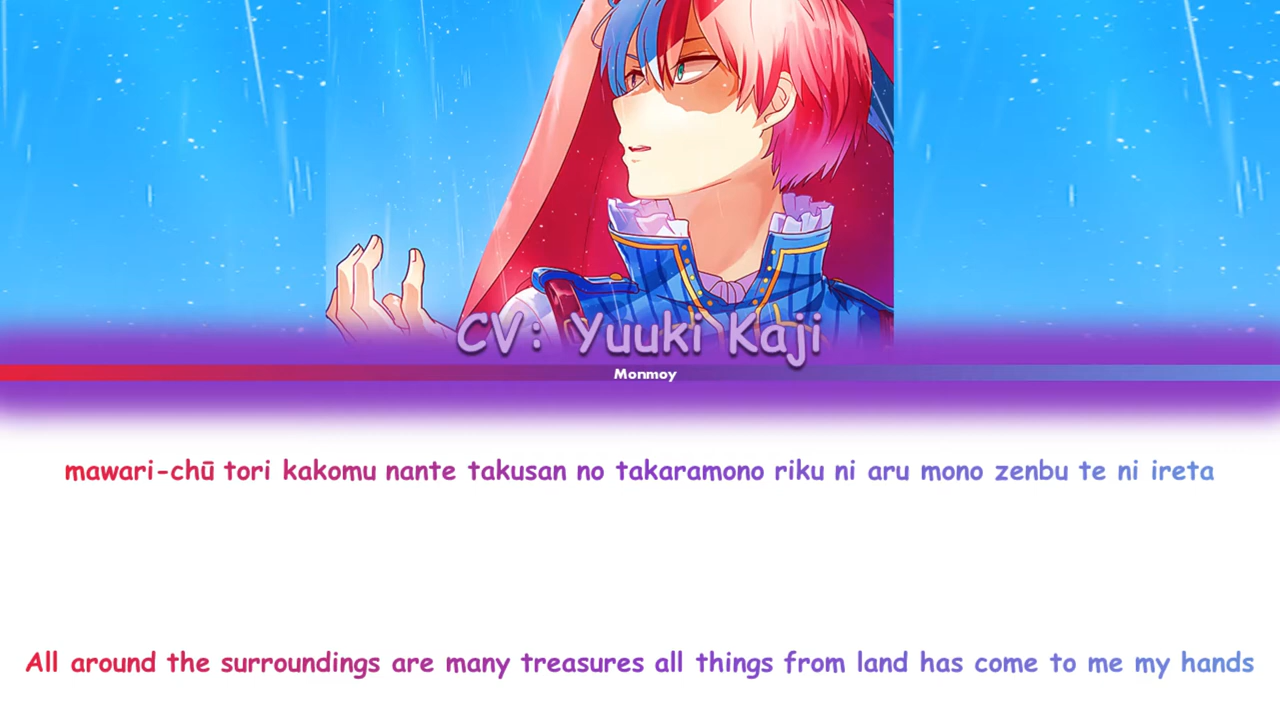 CV: Yuuki Kaji
Monmoy
mawari-chū tori kakomu nante takusan no takaramono riku ni aru mono zenbu te ni ireta
All around the surroundings are many treasures all things from land has come to me my hands